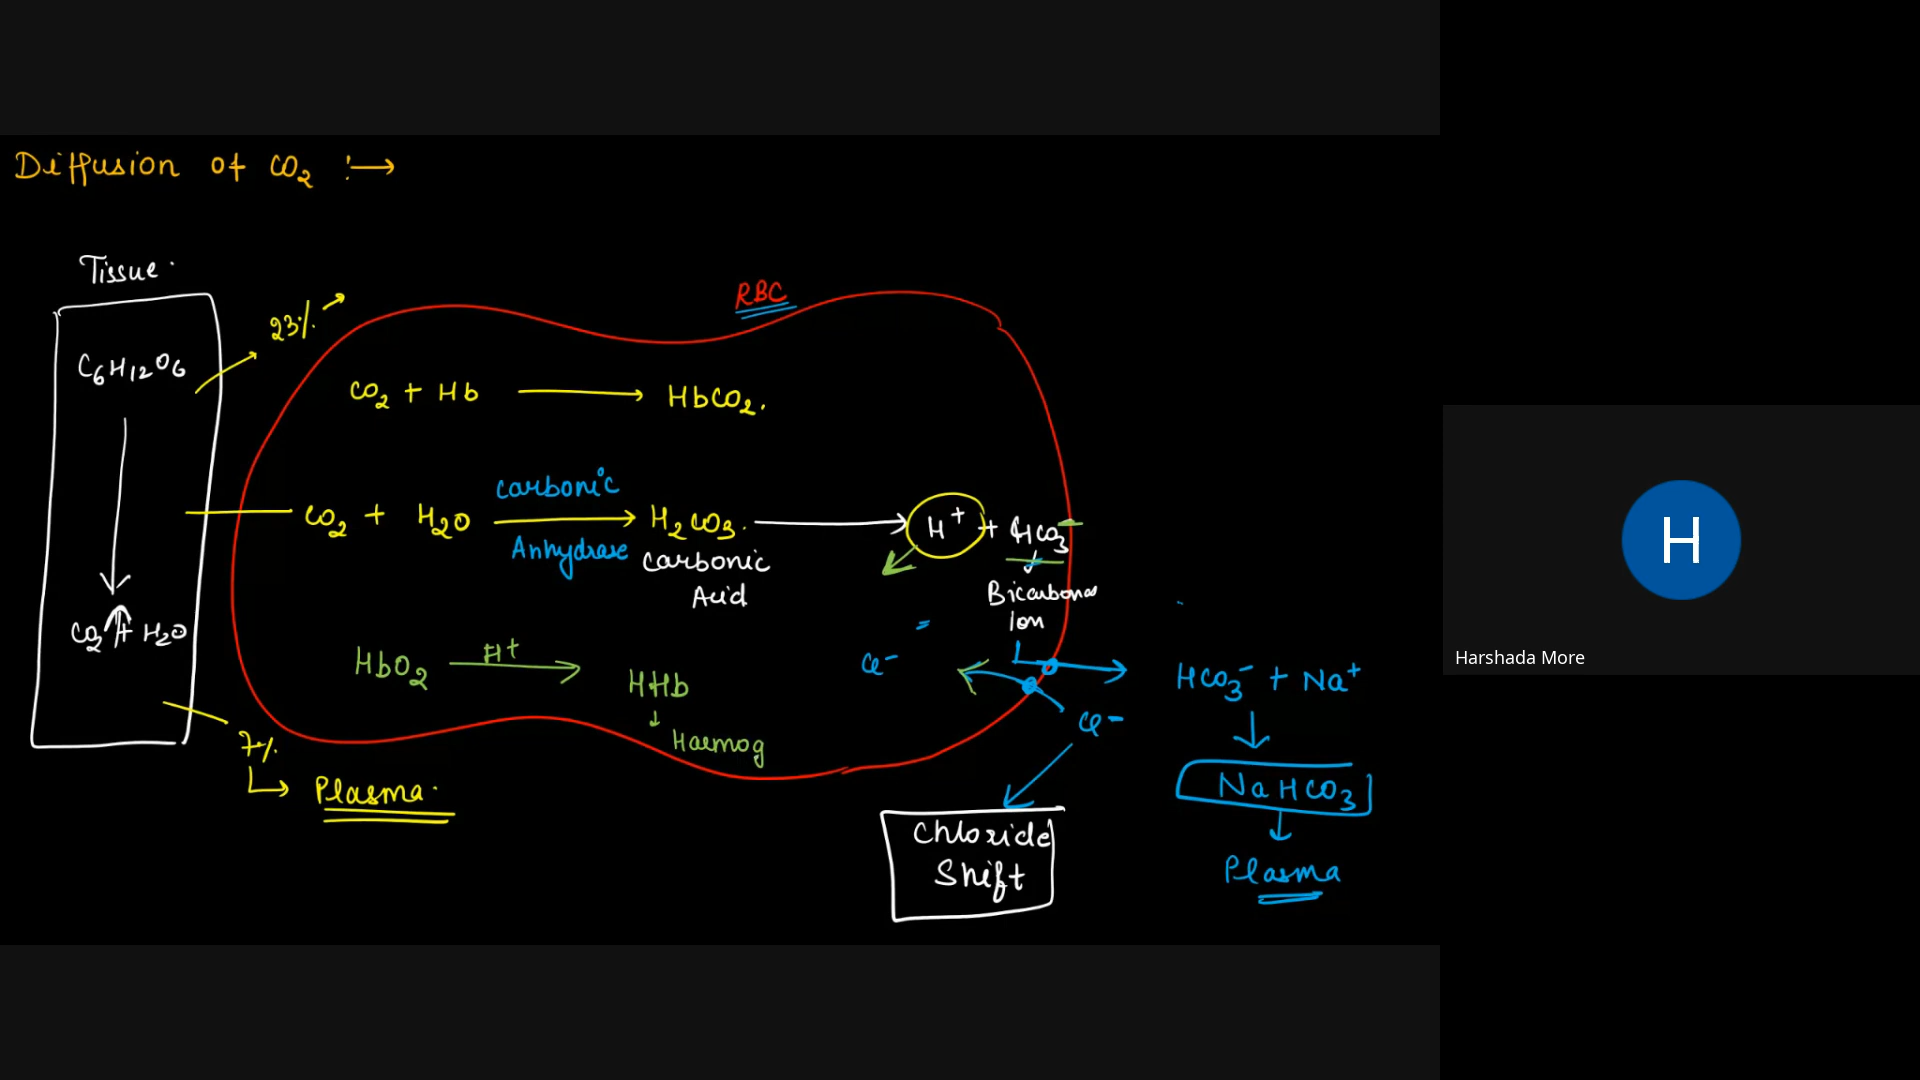 Diffusion of CO₂ :→
Tissue.
RBC
23%. →
C₆H₁₂O₆
CO₂ + Hb → HbCO₂.
carbonic
CO₂ + H₂O → H₂CO₃. → H⁺ + HCO₃⁻
Anhydrase
Carbonic
Acid
Bicarbona
Ion
CO₂↑ + H₂O
HbO₂ —H⁺→ HHb
↓
Haemog
Cl⁻
HCO₃⁻ + Na⁺
↓
Cl⁻
7%.
↳ Plasma.
NaHCO₃
↓
Plasma
Chloride
Shift
H
Harshada More